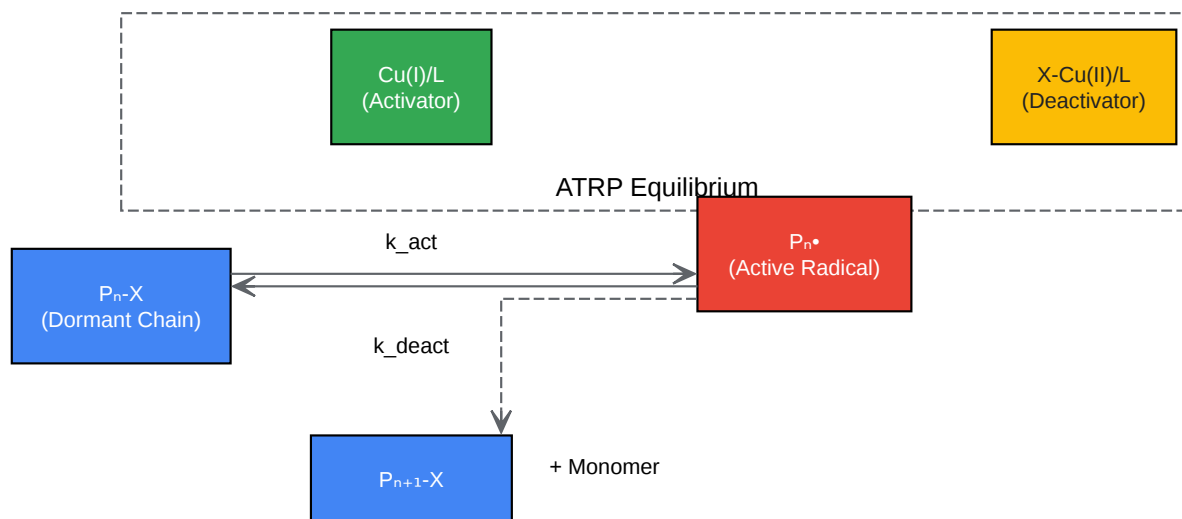 Cu(I)/L
(Activator)
X-Cu(II)/L
(Deactivator)
ATRP Equilibrium
Pₙ•
(Active Radical)
k_act
Pₙ-X
(Dormant Chain)
k_deact
+ Monomer
Pₙ₊₁-X